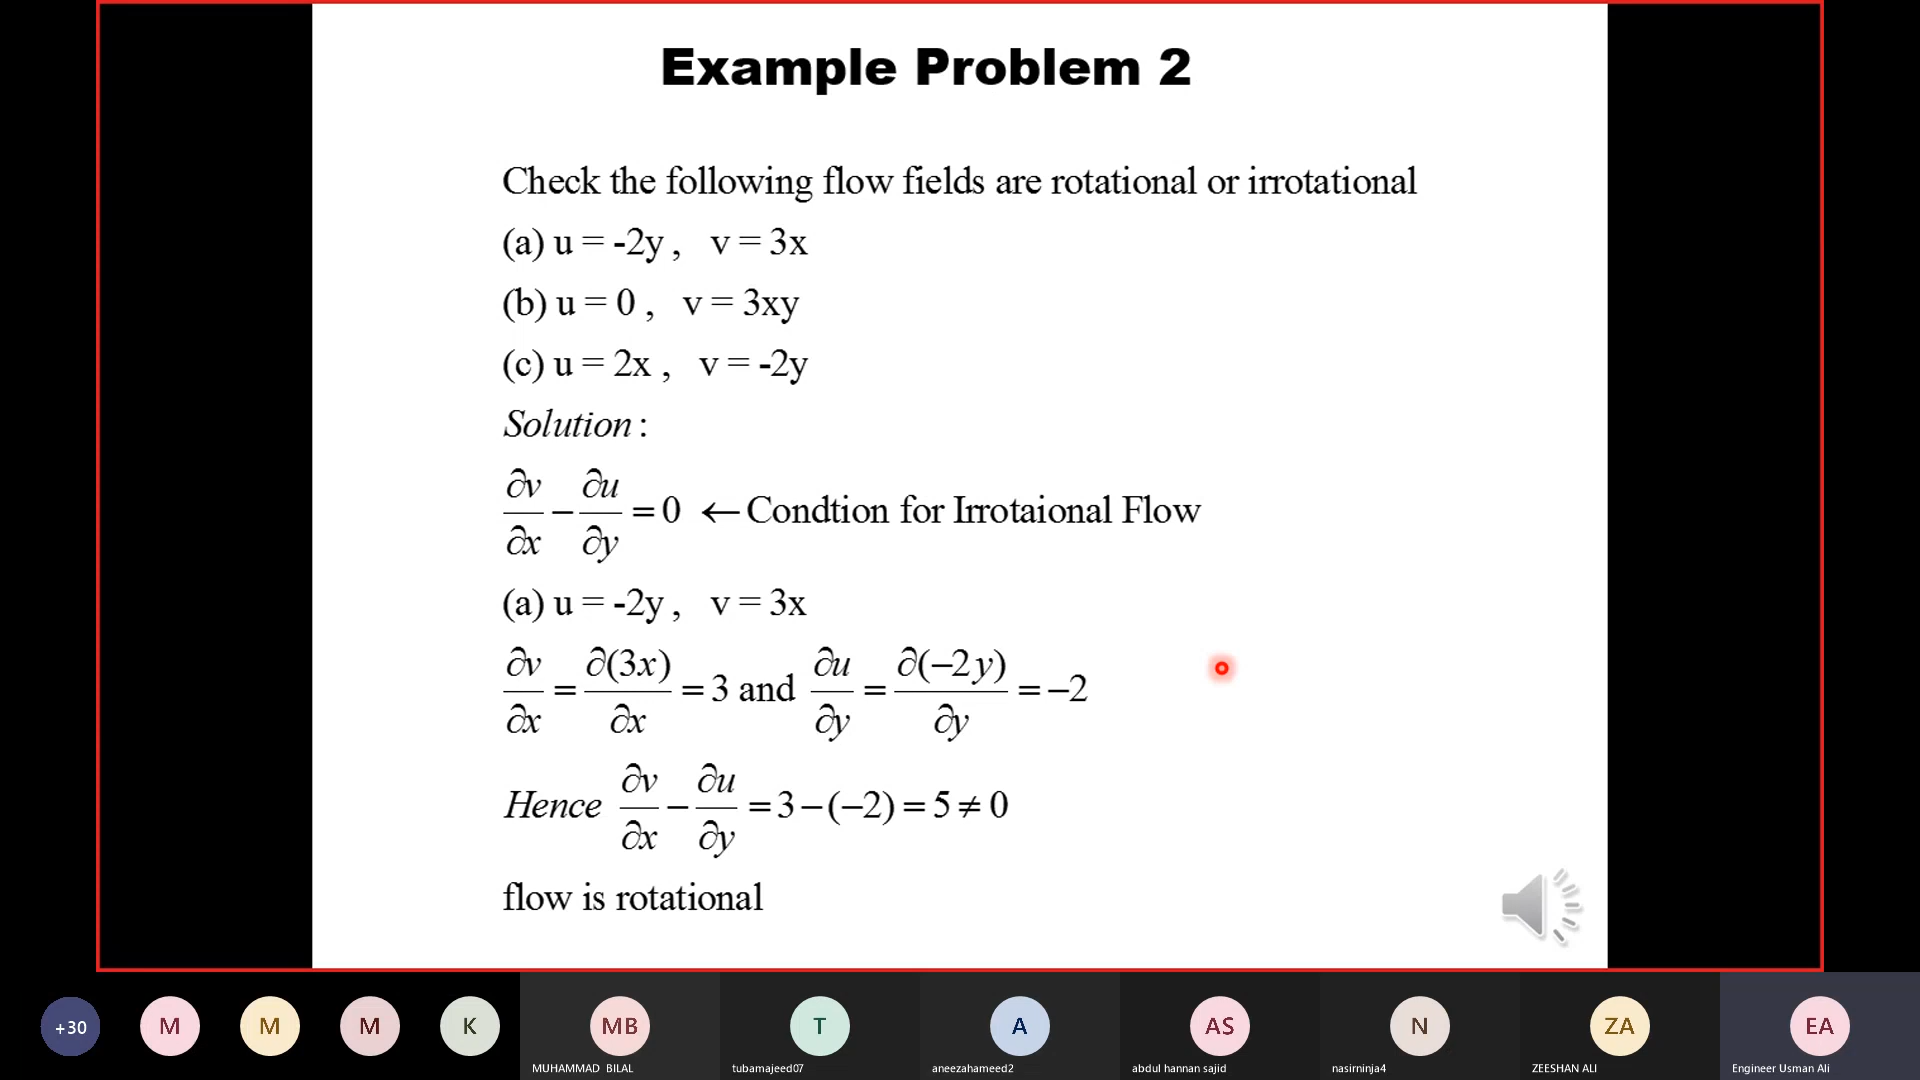 Example Problem 2
Check the following flow fields are rotational or irrotational
(a) u = -2y ,   v = 3x
(b) u = 0 ,   v = 3xy
(c) u = 2x ,   v = -2y
Solution :
∂v/∂x − ∂u/∂y = 0 ← Condtion for Irrotaional Flow
(a) u = -2y ,   v = 3x
∂v/∂x = ∂(3x)/∂x = 3 and ∂u/∂y = ∂(−2y)/∂y = −2
Hence ∂v/∂x − ∂u/∂y = 3 − (−2) = 5 ≠ 0
flow is rotational
+30 M M M K MB T A AS N ZA EA
MUHAMMAD BILAL tubamajeed07 aneezahameed2 abdul hannan sajid nasirninja4 ZEESHAN ALI Engineer Usman Ali